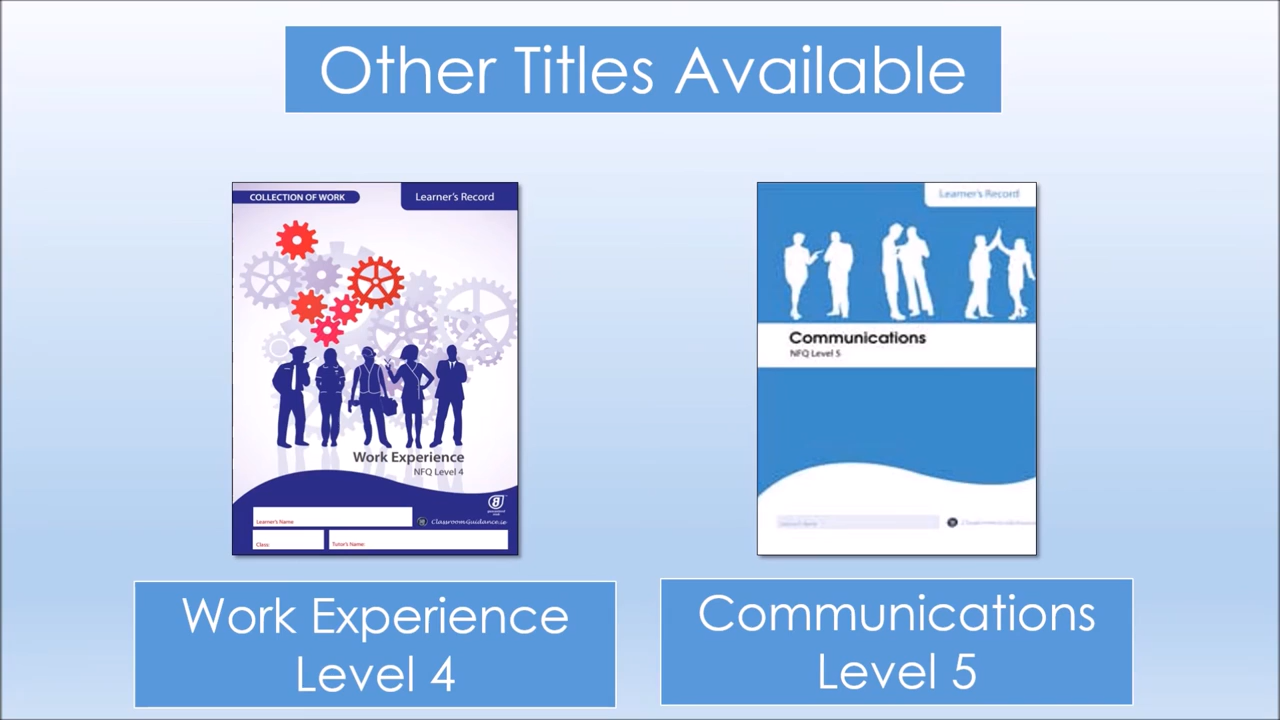 Other Titles Available
COLLECTION OF WORK
Learner's Record
Work Experience
NFQ Level 4
Learner's Name
ClassroomGuidance.ie
Class:
Tutor's Name:
Learner's Record
Communications
NFQ Level 5
Work Experience
Level 4
Communications
Level 5